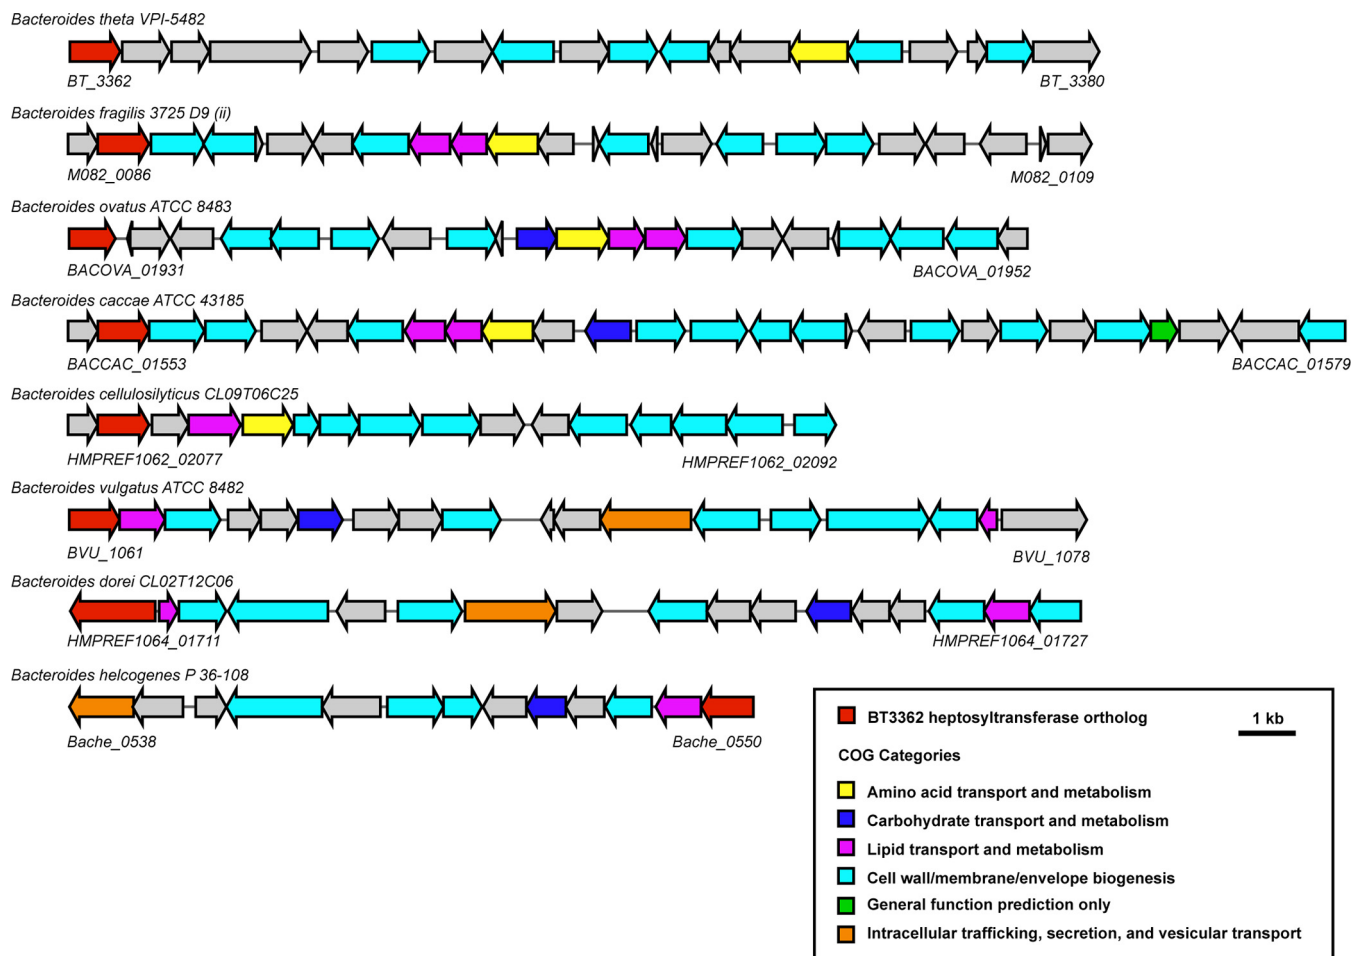 Bacteroides theta VPI-5482
BT_3362
BT_3380
Bacteroides fragilis 3725 D9 (ii)
M082_0086
M082_0109
Bacteroides ovatus ATCC 8483
BACOVA_01931
BACOVA_01952
Bacteroides caccae ATCC 43185
BACCAC_01553
BACCAC_01579
Bacteroides cellulosilyticus CL09T06C25
HMPREF1062_02077
HMPREF1062_02092
Bacteroides vulgatus ATCC 8482
BVU_1061
BVU_1078
Bacteroides dorei CL02T12C06
HMPREF1064_01711
HMPREF1064_01727
Bacteroides helcogenes P 36-108
Bache_0538
Bache_0550
BT3362 heptosyltransferase ortholog
1 kb
COG Categories
Amino acid transport and metabolism
Carbohydrate transport and metabolism
Lipid transport and metabolism
Cell wall/membrane/envelope biogenesis
General function prediction only
Intracellular trafficking, secretion, and vesicular transport